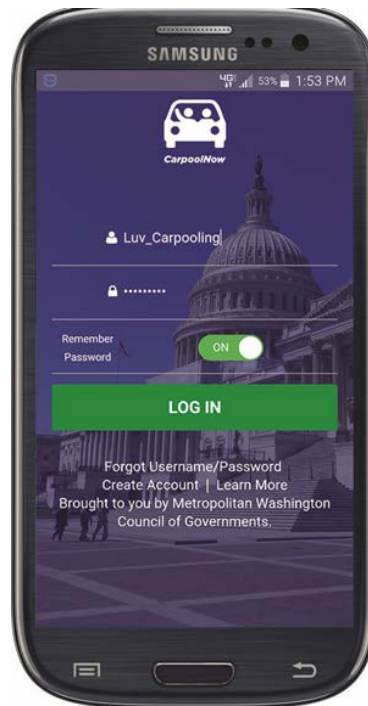 SAMSUNG
4G 53% 1:53 PM
CarpoolNow
Luv_Carpooling
•••••••••
Remember
Password
ON
LOG IN
Forgot Username/Password
Create Account | Learn More
Brought to you by Metropolitan Washington
Council of Governments.